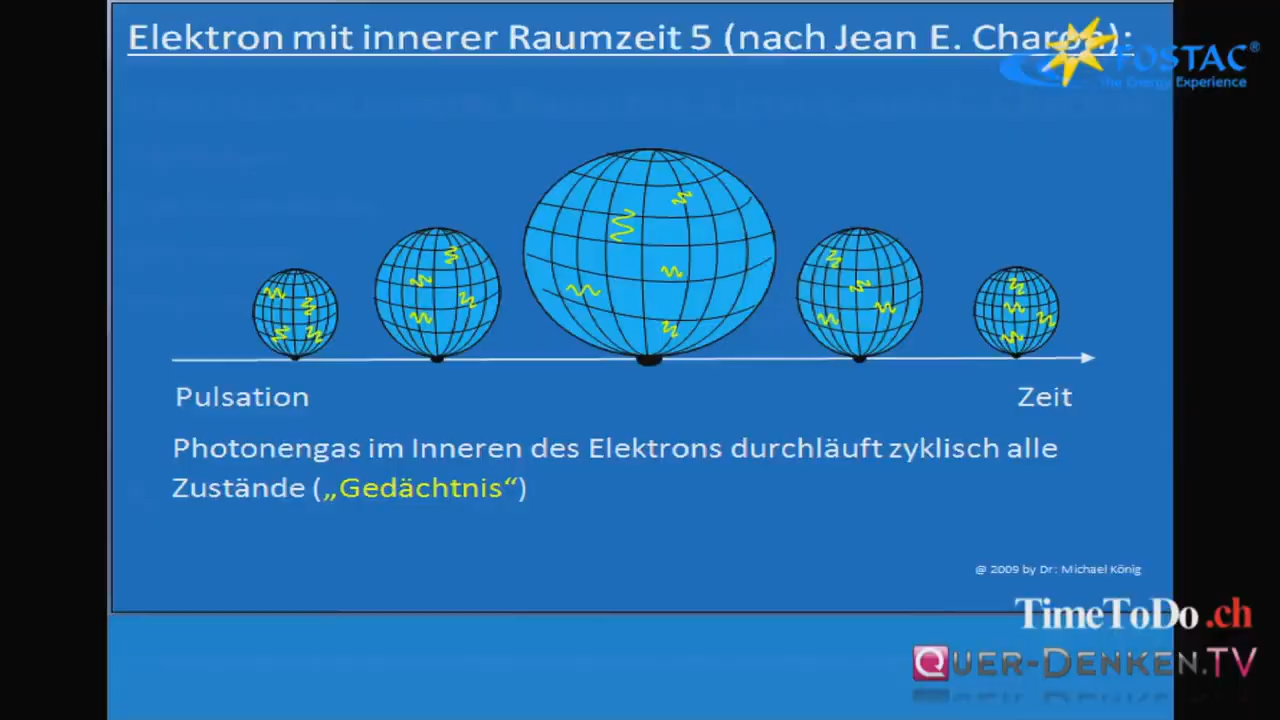 Elektron mit innerer Raumzeit 5 (nach Jean E. Charon):
FOSTAC®
the Energy Experience
Pulsation
Zeit
Photonengas im Inneren des Elektrons durchläuft zyklisch alle
Zustände („Gedächtnis“)
@ 2009 by Dr: Michael König
TimeToDo.ch
QUER-DENKEN.TV